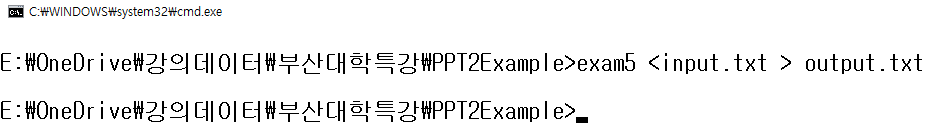 C:₩WINDOWS₩system32₩cmd.exe
E:₩OneDrive₩강의데이터₩부산대학특강₩PPT2Example>exam5 <input.txt > output.txt
E:₩OneDrive₩강의데이터₩부산대학특강₩PPT2Example>